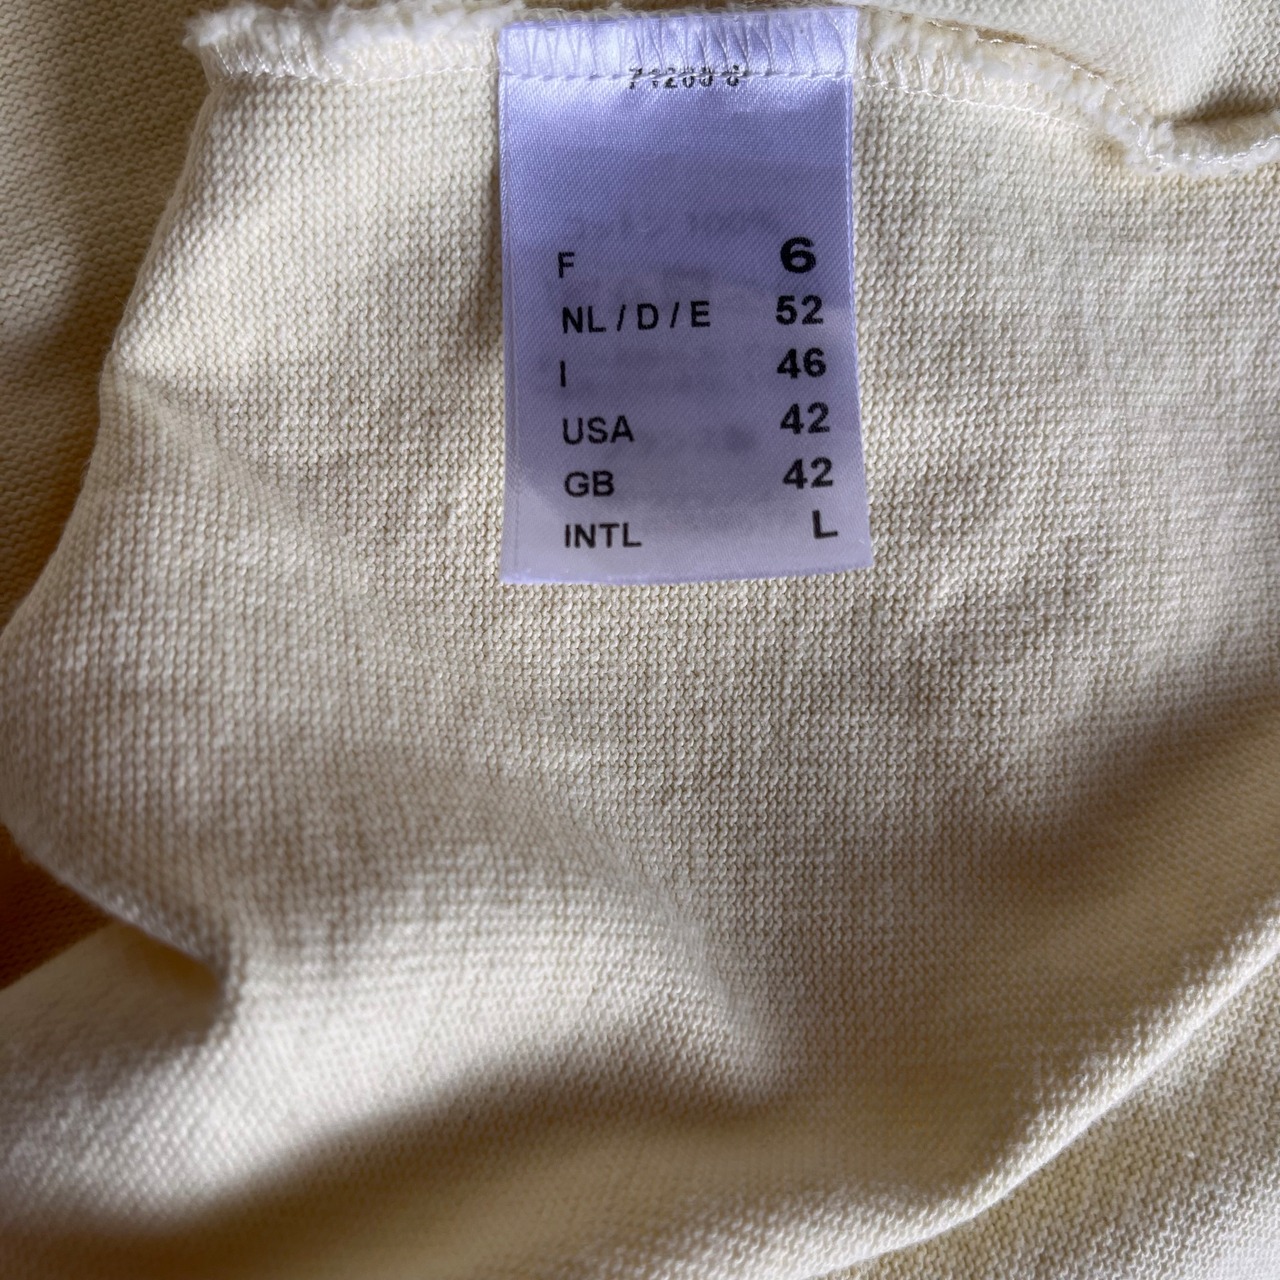 F 6
NL / D / E 52
I 46
USA 42
GB 42
INTL L